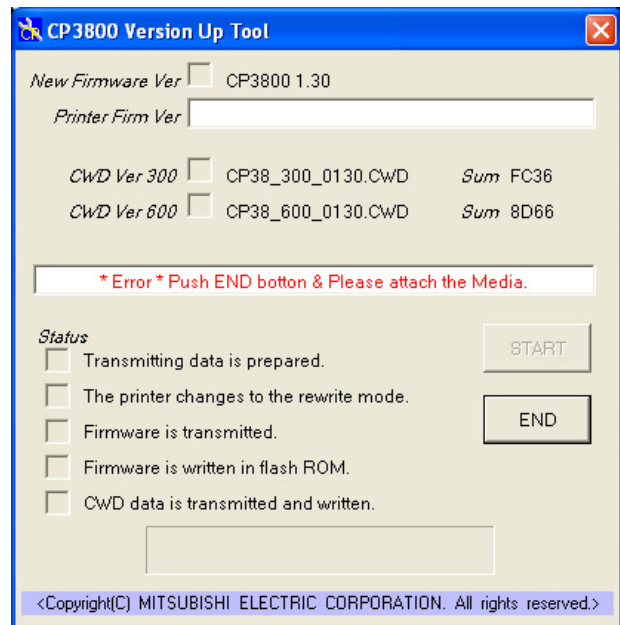 CP3800 Version Up Tool
New Firmware Ver CP3800 1.30
Printer Firm Ver
CWD Ver 300 CP38_300_0130.CWD Sum FC36
CWD Ver 600 CP38_600_0130.CWD Sum 8D66
* Error * Push END botton & Please attach the Media.
Status
Transmitting data is prepared.
START
The printer changes to the rewrite mode.
END
Firmware is transmitted.
Firmware is written in flash ROM.
CWD data is transmitted and written.
<Copyright(C) MITSUBISHI ELECTRIC CORPORATION. All rights reserved.>